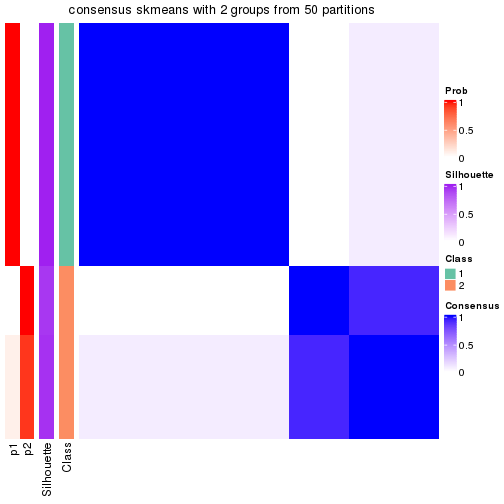 consensus skmeans with 2 groups from 50 partitions
Prob
1
0.5
0
Silhouette
1
0.5
0
Class
1
2
Consensus
1
0.5
0
p1
p2
Silhouette
Class